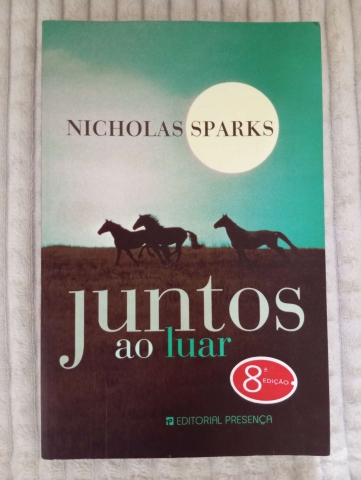 NICHOLAS SPARKS
juntos
ao luar
8ª
EDIÇÃO
EDITORIAL PRESENÇA